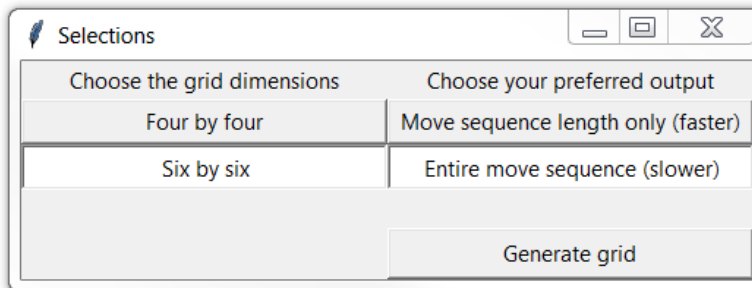 Selections
Choose the grid dimensions
Choose your preferred output
Four by four
Move sequence length only (faster)
Six by six
Entire move sequence (slower)
Generate grid